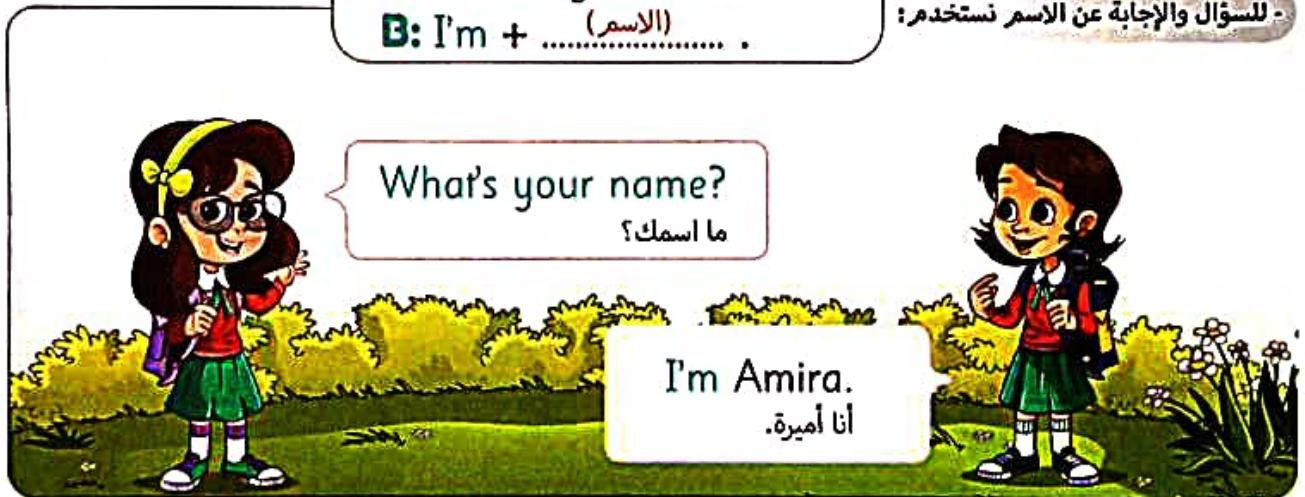 - للسؤال والإجابة عن الاسم نستخدم:
B: I'm + ......(الاسم)...... .
What's your name?
ما اسمك؟
I'm Amira.
أنا أميرة.